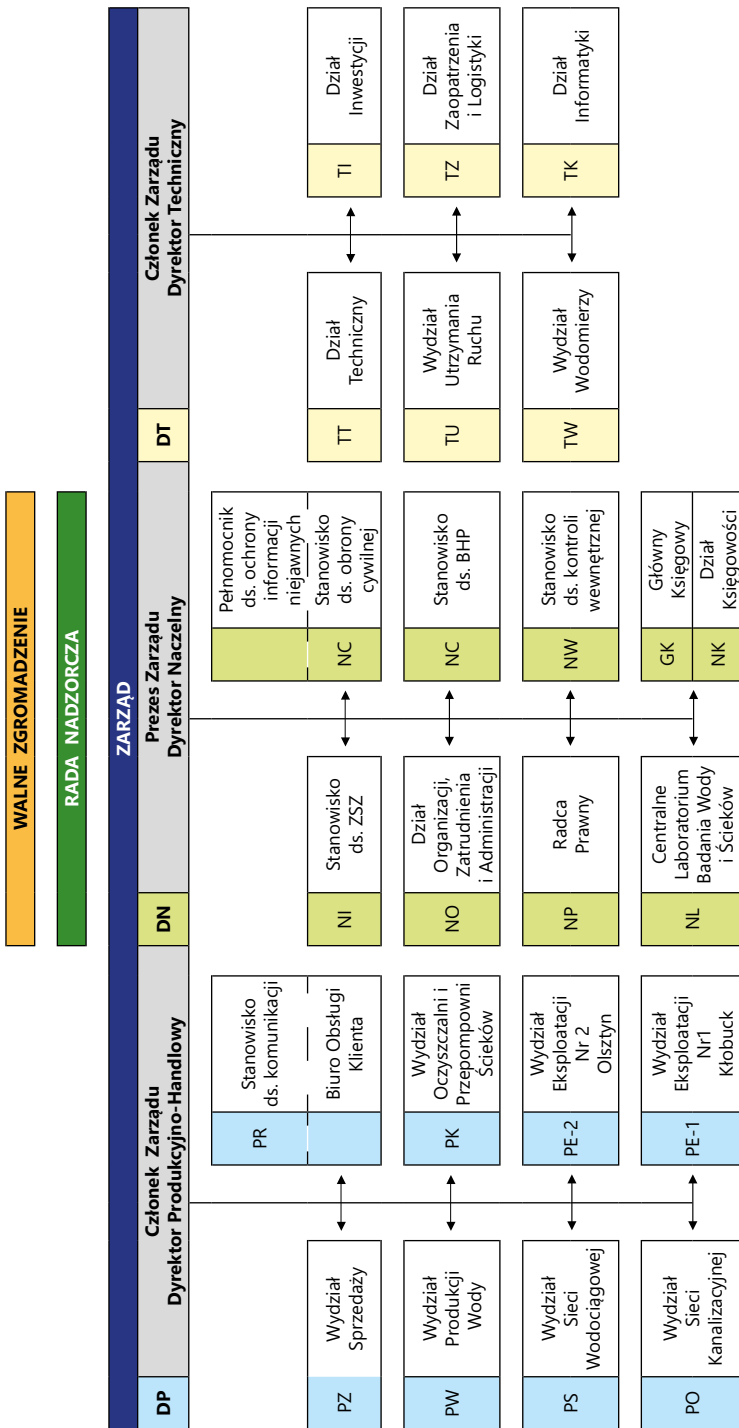 WALNE ZGROMADZENIE
RADA NADZORCZA
ZARZĄD
DP
Członek Zarządu
Dyrektor Produkcyjno-Handlowy
DN
Prezes Zarządu
Dyrektor Naczelny
DT
Członek Zarządu
Dyrektor Techniczny
PR
Stanowisko
ds. komunikacji
PZ
Wydział
Sprzedaży
Biuro Obsługi
Klienta
PW
Wydział
Produkcji
Wody
PK
Wydział
Oczyszczalni i
Przepompowni
Ścieków
PS
Wydział
Sieci
Wodociągowej
PE-2
Wydział
Eksploatacji
Nr 2
Olsztyn
PO
Wydział
Sieci
Kanalizacyjnej
PE-1
Wydział
Eksploatacji
Nr1
Kłobuck
Pełnomocnik
ds. ochrony
informacji
niejawnych
NI
Stanowisko
ds. ZSZ
NC
Stanowisko
ds. obrony
cywilnej
NO
Dział
Organizacji,
Zatrudnienia
i Administracji
NC
Stanowisko
ds. BHP
NP
Radca
Prawny
NW
Stanowisko
ds. kontroli
wewnętrznej
NL
Centralne
Laboratorium
Badania Wody
i Ścieków
GK
Główny
Księgowy
NK
Dział
Księgowości
TT
Dział
Techniczny
TI
Dział
Inwestycji
TU
Wydział
Utrzymania
Ruchu
TZ
Dział
Zaopatrzenia
i Logistyki
TW
Wydział
Wodomierzy
TK
Dział
Informatyki